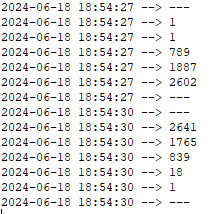 2024-06-18 18:54:27 --> ---
2024-06-18 18:54:27 --> 1
2024-06-18 18:54:27 --> 1
2024-06-18 18:54:27 --> 789
2024-06-18 18:54:27 --> 1887
2024-06-18 18:54:27 --> 2602
2024-06-18 18:54:27 --> ---
2024-06-18 18:54:30 --> ---
2024-06-18 18:54:30 --> 2641
2024-06-18 18:54:30 --> 1765
2024-06-18 18:54:30 --> 839
2024-06-18 18:54:30 --> 18
2024-06-18 18:54:30 --> 1
2024-06-18 18:54:30 --> ---